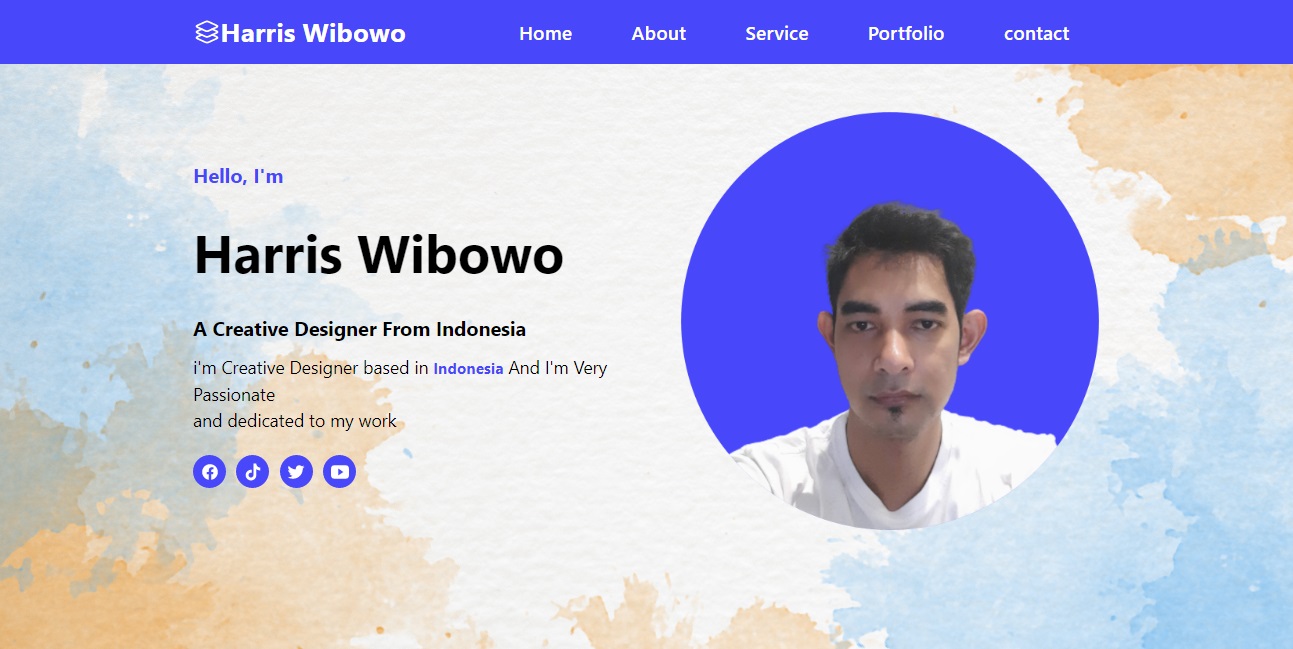 Harris Wibowo
Home
About
Service
Portfolio
contact
Hello, I'm
Harris Wibowo
A Creative Designer From Indonesia
i'm Creative Designer based in Indonesia And I'm Very
Passionate
and dedicated to my work